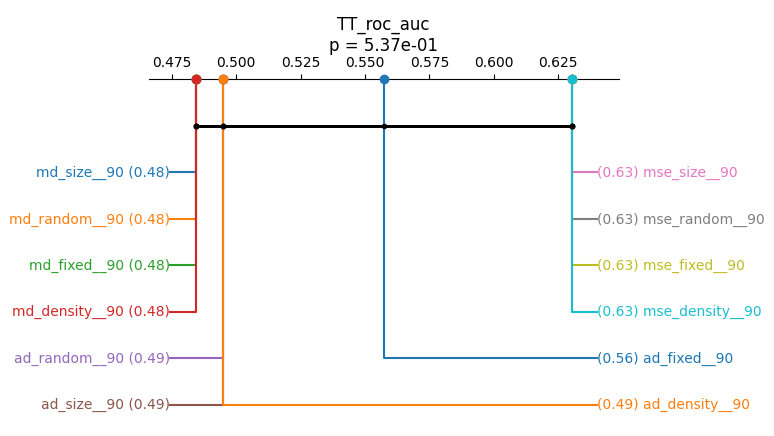 TT_roc_auc
p = 5.37e-01
0.475 0.500 0.525 0.550 0.575 0.600 0.625
md_size__90 (0.48) (0.63) mse_size__90
md_random__90 (0.48) (0.63) mse_random__90
md_fixed__90 (0.48) (0.63) mse_fixed__90
md_density__90 (0.48) (0.63) mse_density__90
ad_random__90 (0.49) (0.56) ad_fixed__90
ad_size__90 (0.49) (0.49) ad_density__90